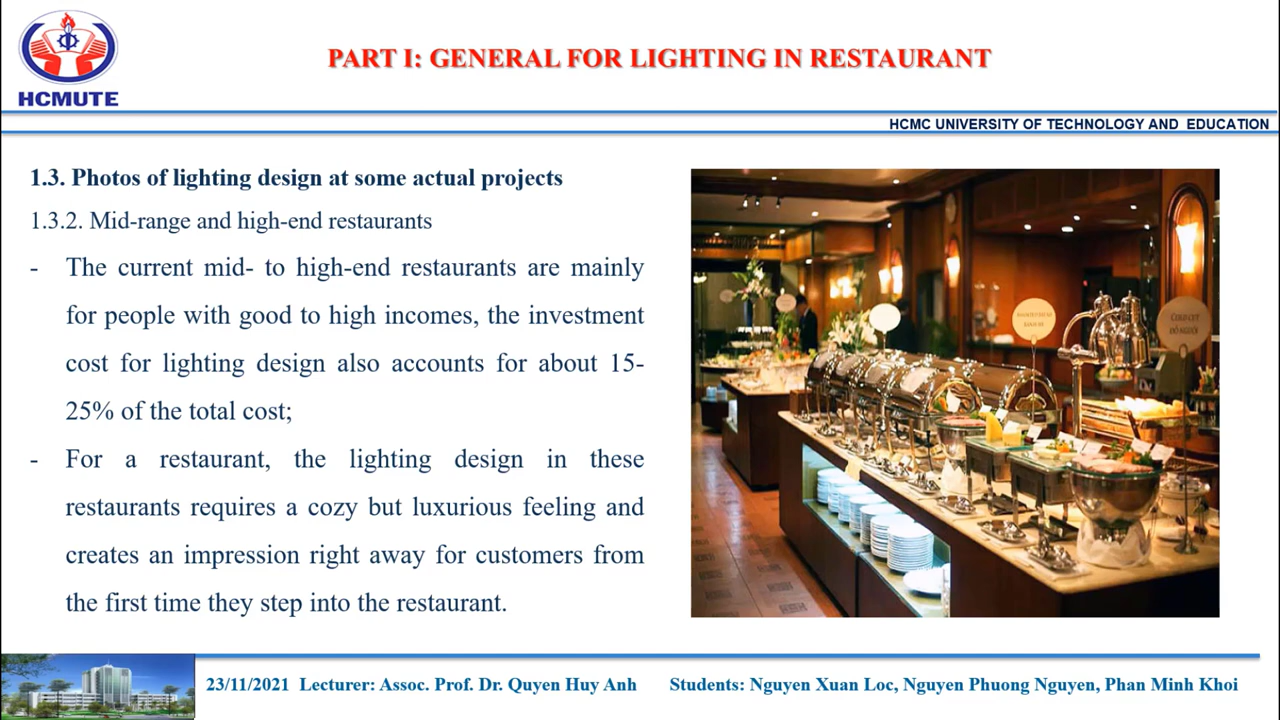 PART I: GENERAL FOR LIGHTING IN RESTAURANT
HCMUTE
HCMC UNIVERSITY OF TECHNOLOGY AND EDUCATION
1.3. Photos of lighting design at some actual projects
1.3.2. Mid-range and high-end restaurants
- The current mid- to high-end restaurants are mainly
for people with good to high incomes, the investment
cost for lighting design also accounts for about 15-
25% of the total cost;
- For a restaurant, the lighting design in these
restaurants requires a cozy but luxurious feeling and
creates an impression right away for customers from
the first time they step into the restaurant.
COLD CUT
ĐỒ NGUỘI
23/11/2021 Lecturer: Assoc. Prof. Dr. Quyen Huy Anh
Students: Nguyen Xuan Loc, Nguyen Phuong Nguyen, Phan Minh Khoi